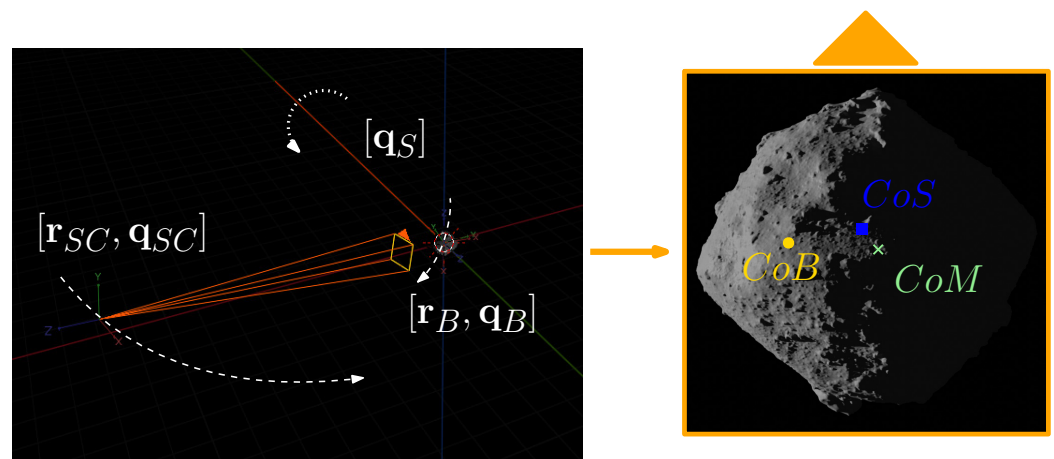 [q_S]
[r_SC, q_SC]
[r_B, q_B]
Y
Z
X
CoS
CoB
CoM